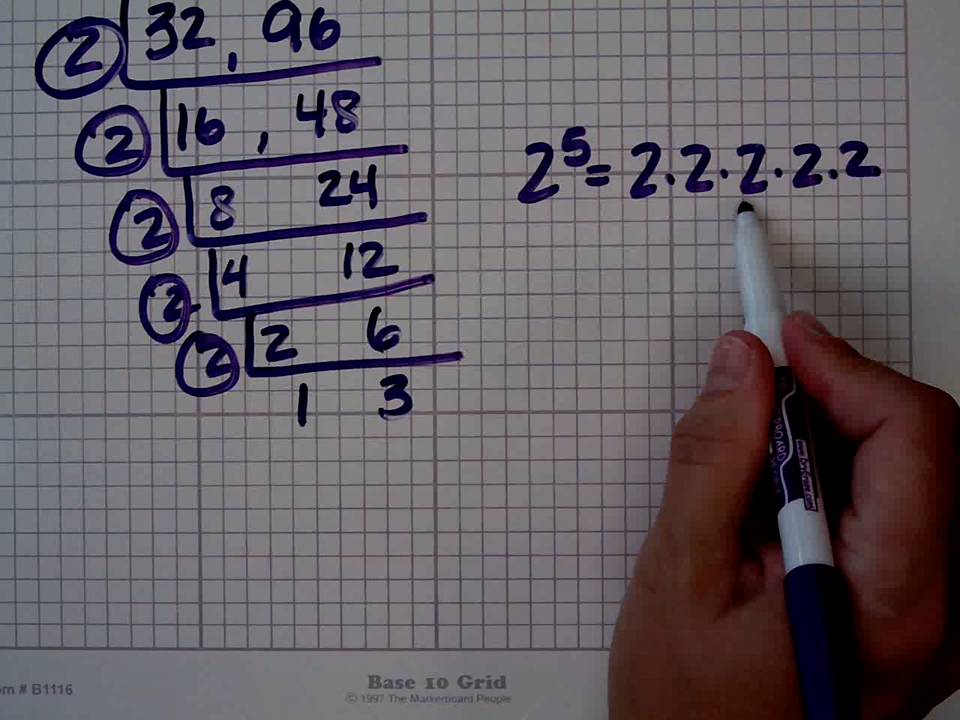 2 32, 96
2 16, 48
2 8 24
2 4 12
2 2 6
1 3
2⁵= 2·2·2·2·2
EXPO
Base 10 Grid
© 1997 The Markerboard People
m # B1116